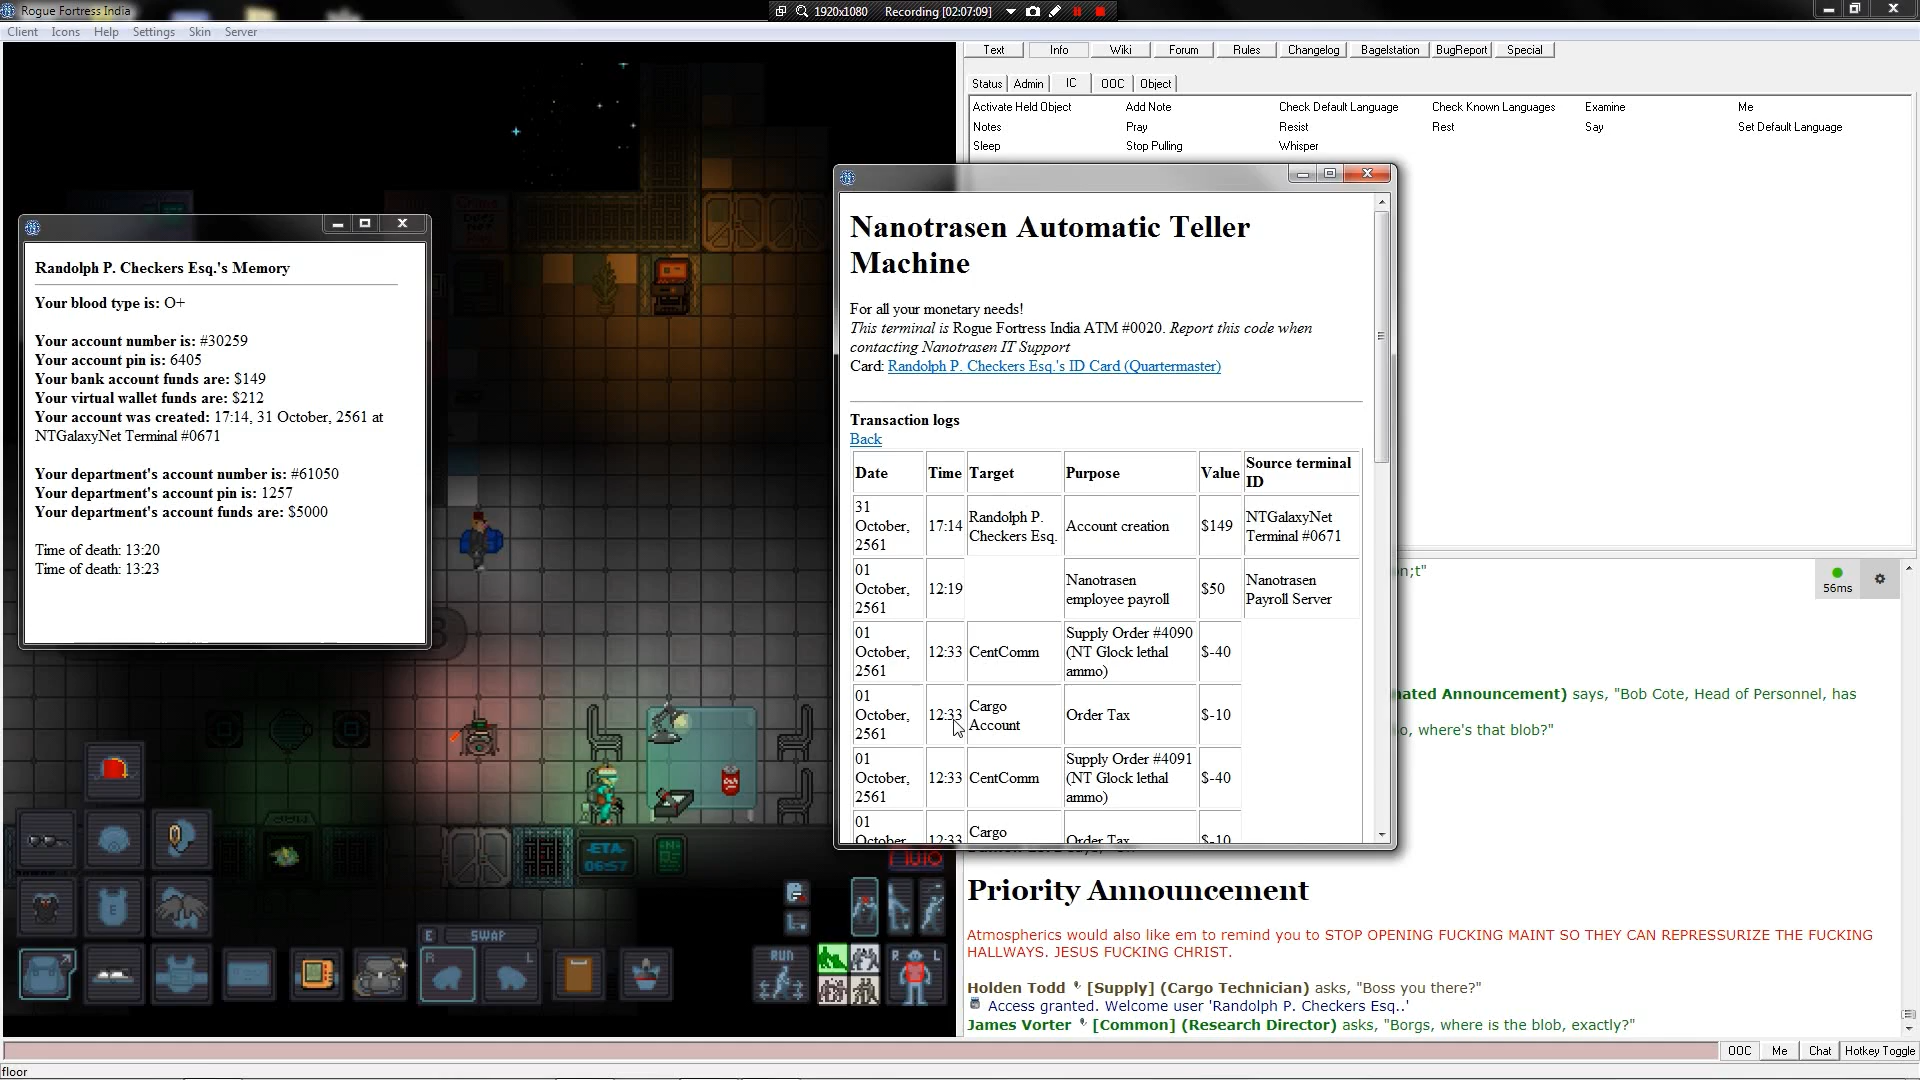 Rogue Fortress India
1920x1080 Recording [02:07:09]
Client Icons Help Settings Skin Server
Text Info Wiki Forum Rules Changelog Bagelstation BugReport Special
Status Admin IC OOC Object
Activate Held Object Add Note Check Default Language Check Known Languages Examine Me
Notes Pray Resist Rest Say Set Default Language
Sleep Stop Pulling Whisper
Randolph P. Checkers Esq.'s Memory
Your blood type is: O+
Your account number is: #30259
Your account pin is: 6405
Your bank account funds are: $149
Your virtual wallet funds are: $212
Your account was created: 17:14, 31 October, 2561 at
NTGalaxyNet Terminal #0671
Your department's account number is: #61050
Your department's account pin is: 1257
Your department's account funds are: $5000
Time of death: 13:20
Time of death: 13:23
Nanotrasen Automatic Teller
Machine
For all your monetary needs!
This terminal is Rogue Fortress India ATM #0020. Report this code when
contacting Nanotrasen IT Support
Card: Randolph P. Checkers Esq.'s ID Card (Quartermaster)
Transaction logs
Back
Date Time Target Purpose Value Source terminal ID
31 October, 2561 17:14 Randolph P. Checkers Esq. Account creation $149 NTGalaxyNet Terminal #0671
01 October, 2561 12:19 Nanotrasen employee payroll $50 Nanotrasen Payroll Server
01 October, 2561 12:33 CentComm Supply Order #4090 (NT Glock lethal ammo) $-40
01 October, 2561 12:33 Cargo Account Order Tax $-10
01 October, 2561 12:33 CentComm Supply Order #4091 (NT Glock lethal ammo) $-40
01 October, 12:33 Cargo Order Tax $-10
n;t"
56ms
nated Announcement) says, "Bob Cote, Head of Personnel, has
o, where's that blob?"
Priority Announcement
Atmospherics would also like em to remind you to STOP OPENING FUCKING MAINT SO THEY CAN REPRESSURIZE THE FUCKING
HALLWAYS. JESUS FUCKING CHRIST.
Holden Todd [Supply] (Cargo Technician) asks, "Boss you there?"
Access granted. Welcome user 'Randolph P. Checkers Esq..'
James Vorter [Common] (Research Director) asks, "Borgs, where is the blob, exactly?"
-ETA-
06:57
E SWAP
R L
RUN
R L
E
OOC Me Chat Hotkey Toggle
floor